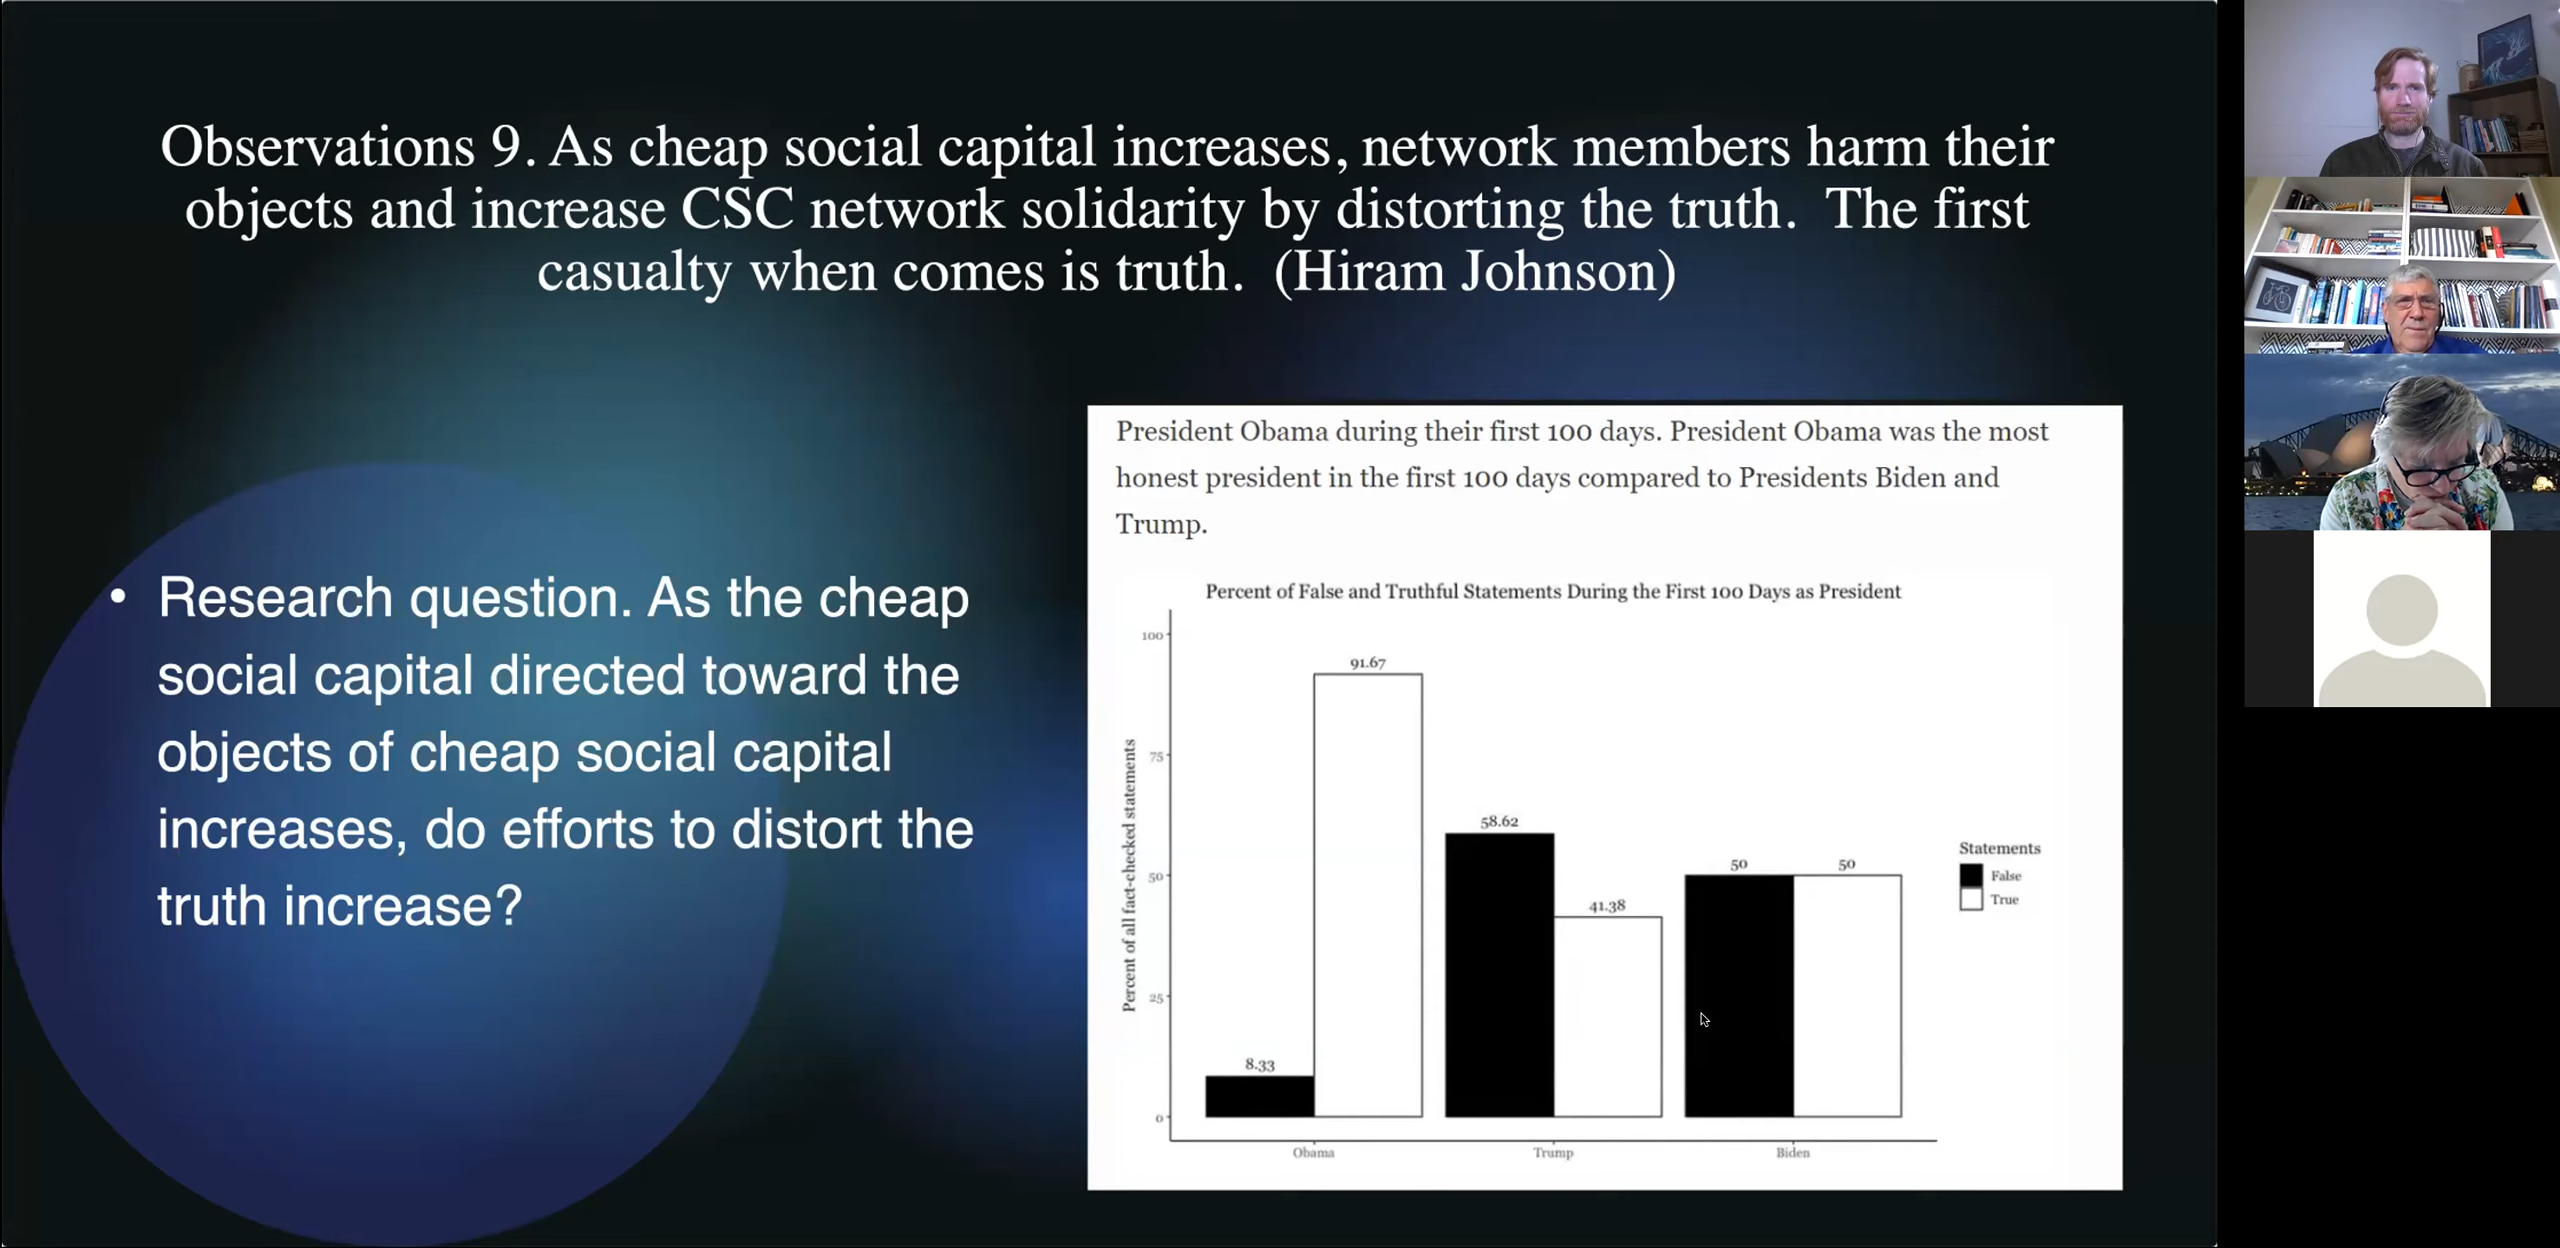 Observations 9. As cheap social capital increases, network members harm their
objects and increase CSC network solidarity by distorting the truth.  The first
casualty when comes is truth.  (Hiram Johnson)
• Research question. As the cheap
social capital directed toward the
objects of cheap social capital
increases, do efforts to distort the
truth increase?
President Obama during their first 100 days. President Obama was the most
honest president in the first 100 days compared to Presidents Biden and
Trump.
Percent of False and Truthful Statements During the First 100 Days as President
Percent of all fact-checked statements
100
75
50
25
0
8.33
91.67
58.62
41.38
50
50
Obama
Trump
Biden
Statements
False
True